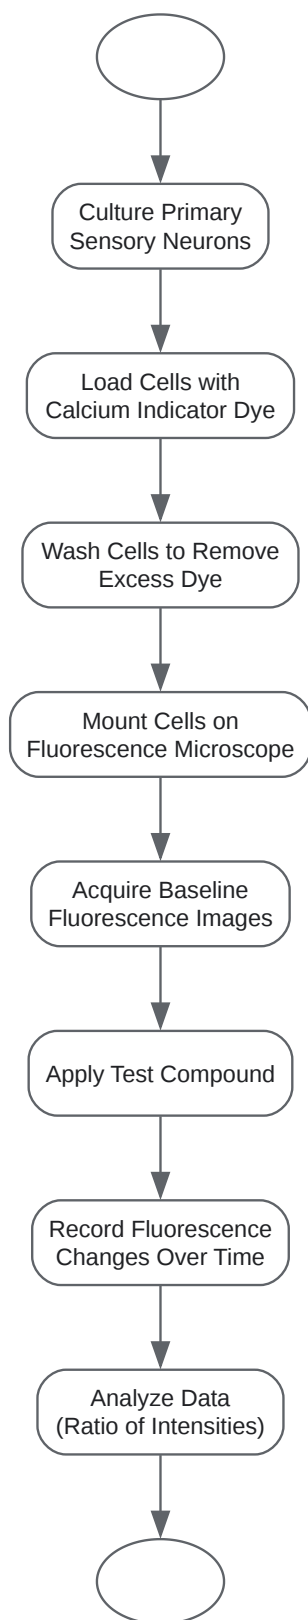 Culture Primary
Sensory Neurons
Load Cells with
Calcium Indicator Dye
Wash Cells to Remove
Excess Dye
Mount Cells on
Fluorescence Microscope
Acquire Baseline
Fluorescence Images
Apply Test Compound
Record Fluorescence
Changes Over Time
Analyze Data
(Ratio of Intensities)